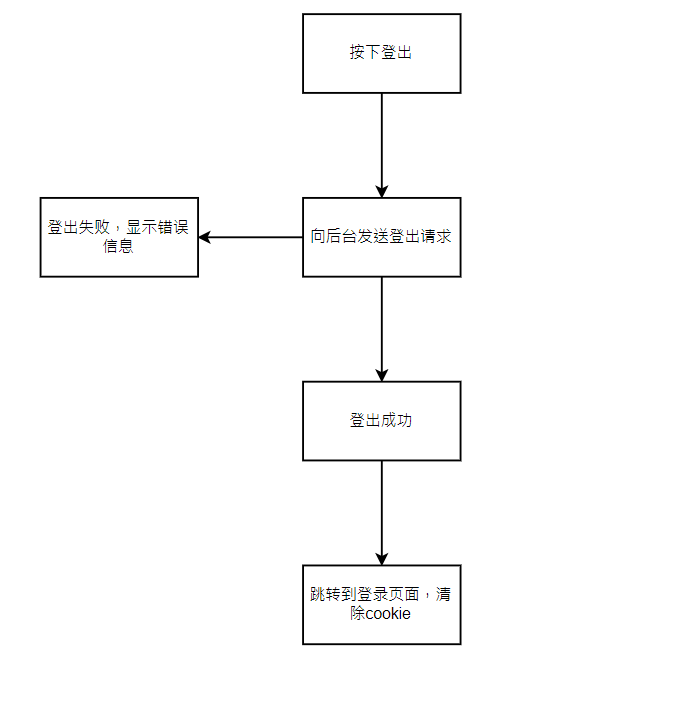 按下登出
登出失败，显示错误
信息
向后台发送登出请求
登出成功
跳转到登录页面，清
除cookie